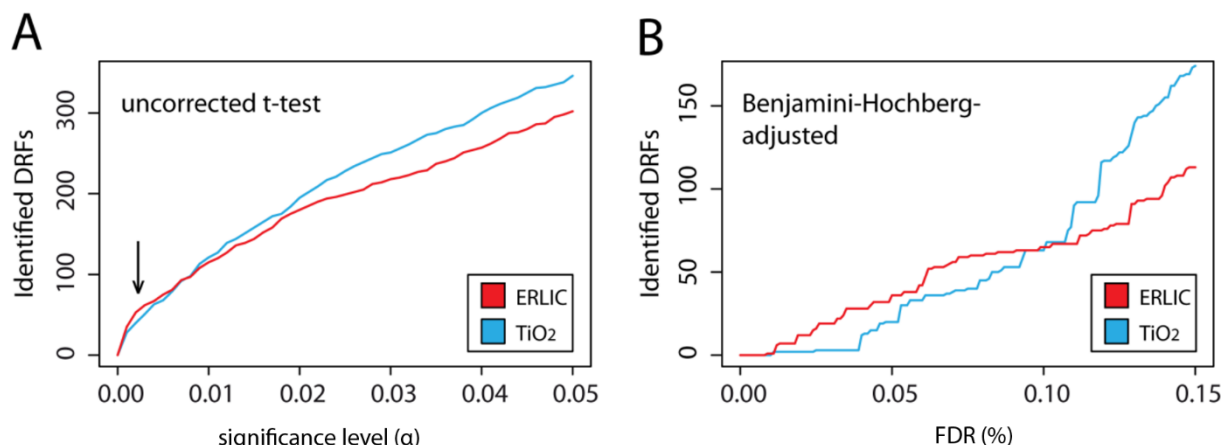 A
uncorrected t-test
Identified DRFs
0
100
200
300
0.00
0.01
0.02
0.03
0.04
0.05
significance level (α)
ERLIC
TiO2
B
Benjamini-Hochberg-
adjusted
Identified DRFs
0
50
100
150
0.00
0.05
0.10
0.15
FDR (%)
ERLIC
TiO2